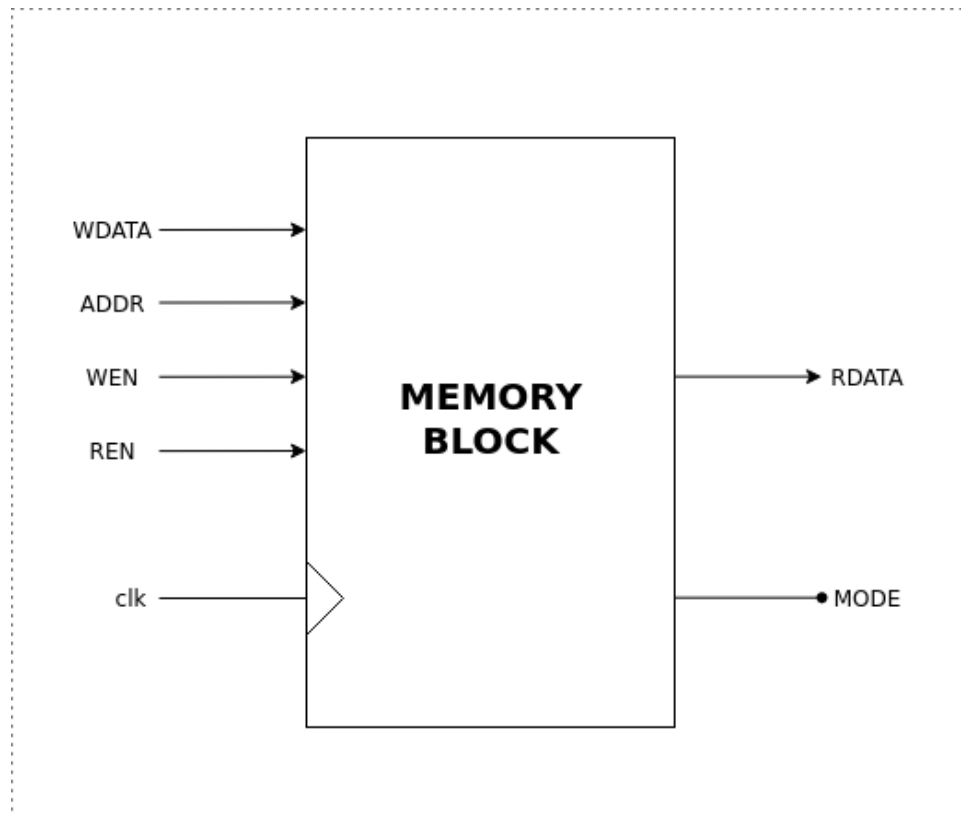 WDATA
ADDR
WEN
REN
clk
MEMORY
BLOCK
RDATA
MODE